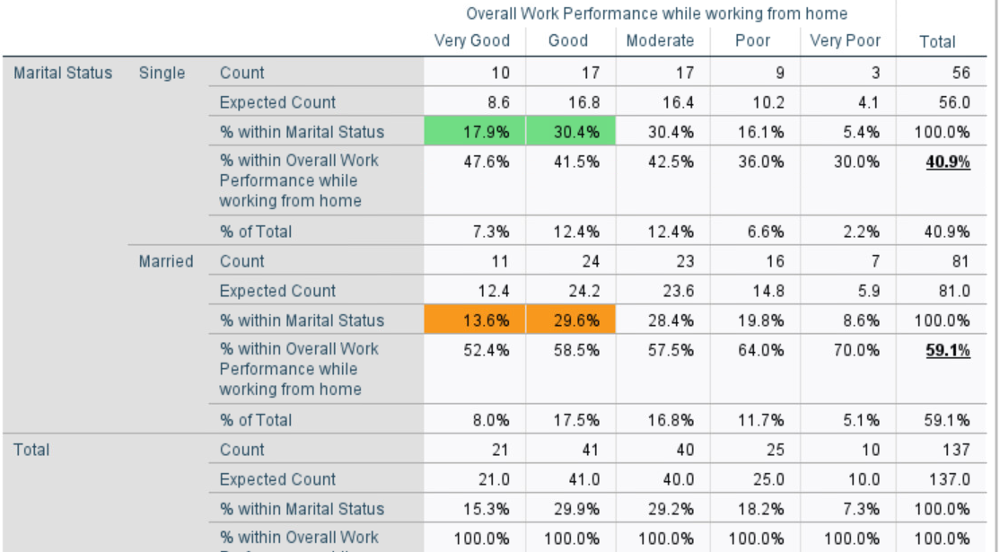 Overall Work Performance while working from home
Very Good Good Moderate Poor Very Poor Total
Marital Status Single Count 10 17 17 9 3 56
Expected Count 8.6 16.8 16.4 10.2 4.1 56.0
% within Marital Status 17.9% 30.4% 30.4% 16.1% 5.4% 100.0%
% within Overall Work 47.6% 41.5% 42.5% 36.0% 30.0% 40.9%
Performance while
working from home
% of Total 7.3% 12.4% 12.4% 6.6% 2.2% 40.9%
Married Count 11 24 23 16 7 81
Expected Count 12.4 24.2 23.6 14.8 5.9 81.0
% within Marital Status 13.6% 29.6% 28.4% 19.8% 8.6% 100.0%
% within Overall Work 52.4% 58.5% 57.5% 64.0% 70.0% 59.1%
Performance while
working from home
% of Total 8.0% 17.5% 16.8% 11.7% 5.1% 59.1%
Total Count 21 41 40 25 10 137
Expected Count 21.0 41.0 40.0 25.0 10.0 137.0
% within Marital Status 15.3% 29.9% 29.2% 18.2% 7.3% 100.0%
% within Overall Work 100.0% 100.0% 100.0% 100.0% 100.0% 100.0%